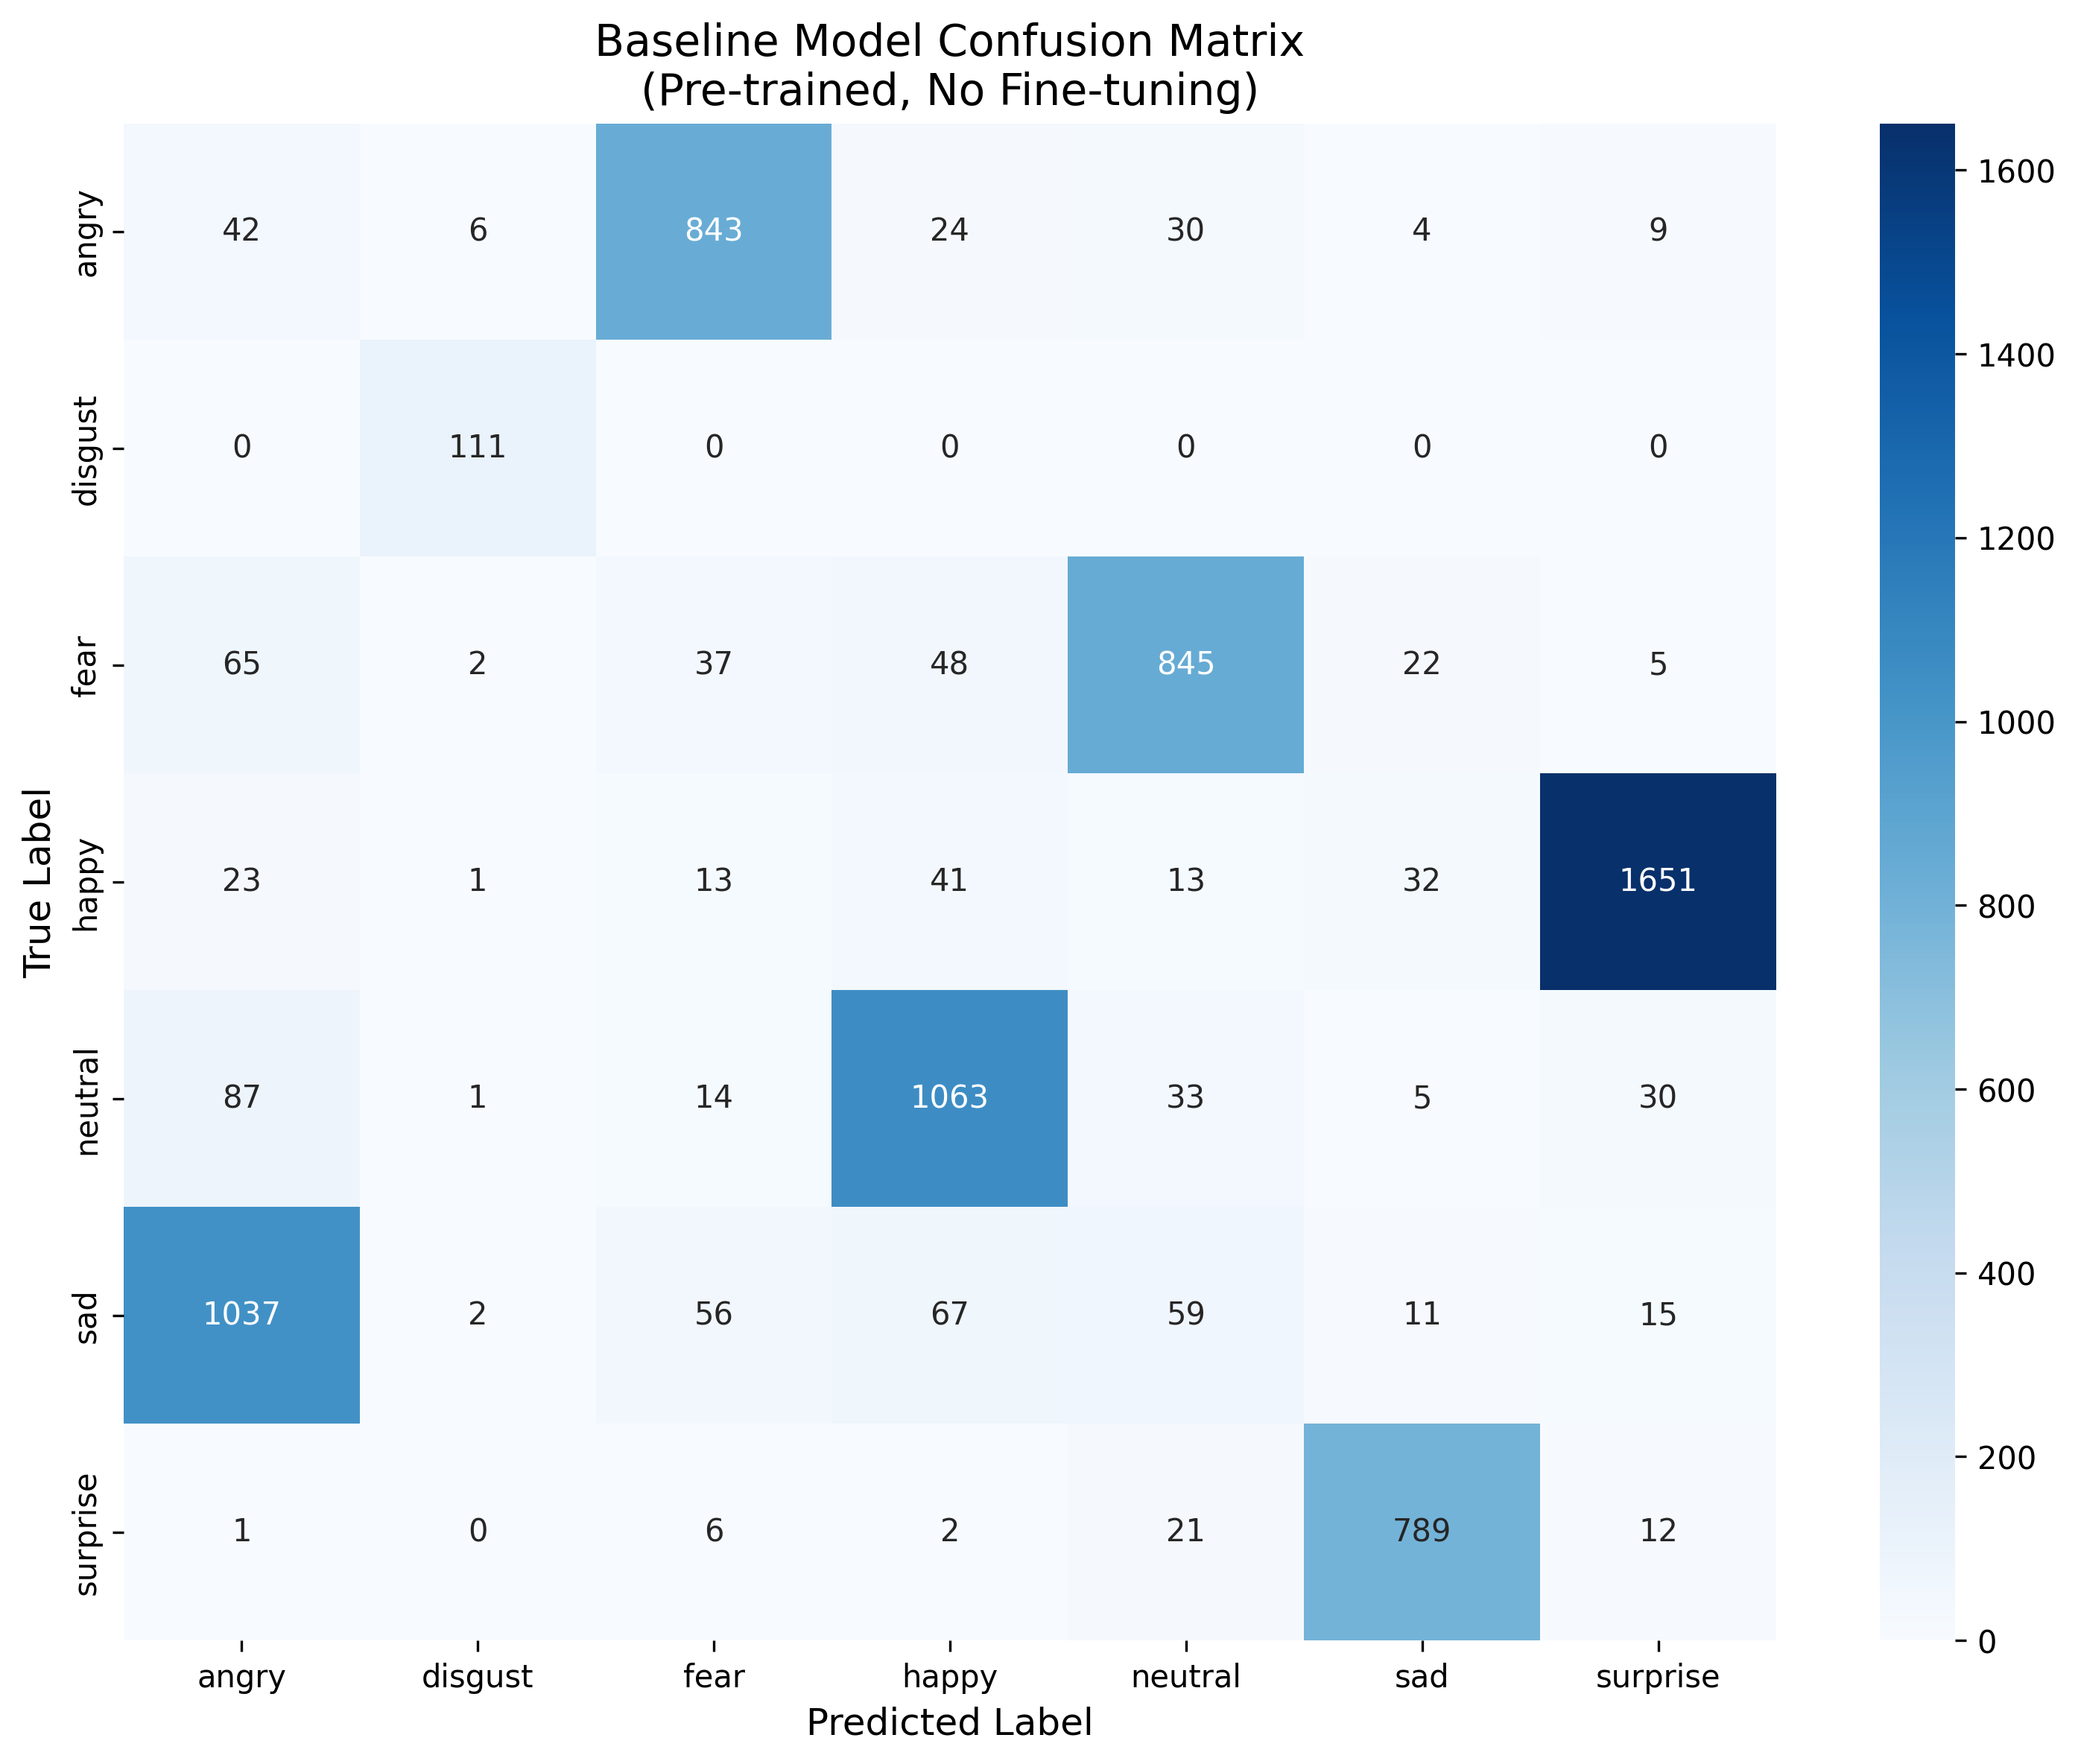 Baseline Model Confusion Matrix
(Pre-trained, No Fine-tuning)
True Label
angry 42 6 843 24 30 4 9
disgust 0 111 0 0 0 0 0
fear 65 2 37 48 845 22 5
happy 23 1 13 41 13 32 1651
neutral 87 1 14 1063 33 5 30
sad 1037 2 56 67 59 11 15
surprise 1 0 6 2 21 789 12
angry disgust fear happy neutral sad surprise
Predicted Label
1600
1400
1200
1000
800
600
400
200
0